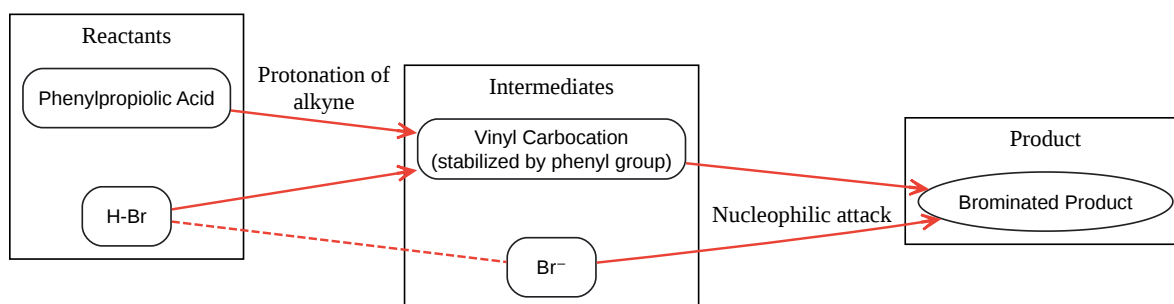 Reactants
Phenylpropiolic Acid
H-Br
Protonation of
alkyne
Intermediates
Vinyl Carbocation
(stabilized by phenyl group)
Br⁻
Nucleophilic attack
Product
Brominated Product